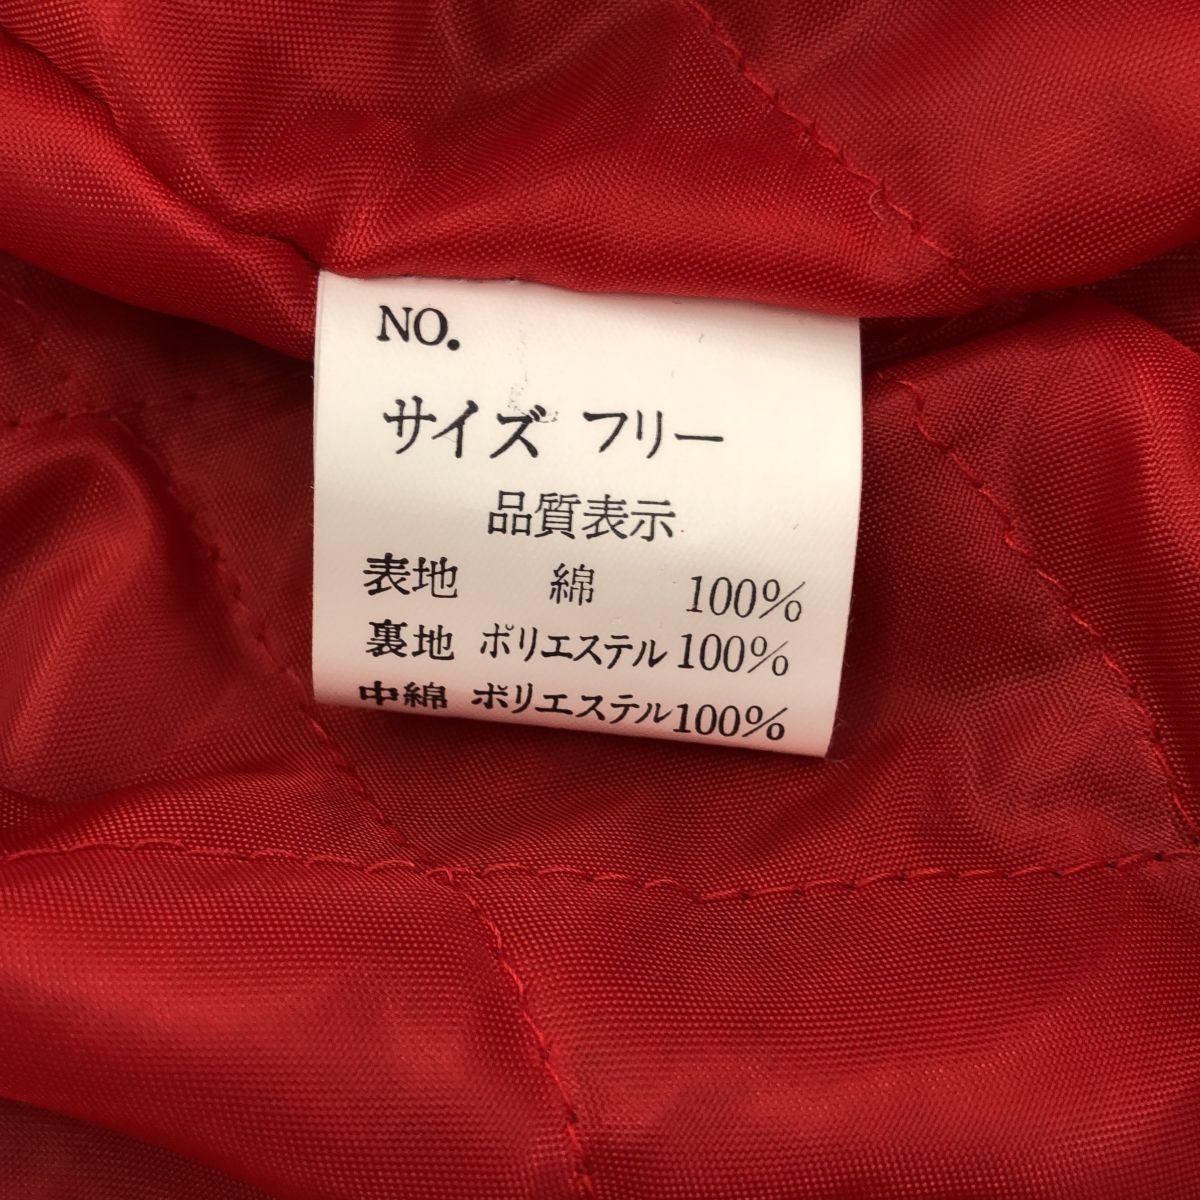 NO.
サイズ フリー
品質表示
表地 綿 100%
裏地 ポリエステル 100%
中綿 ポリエステル 100%